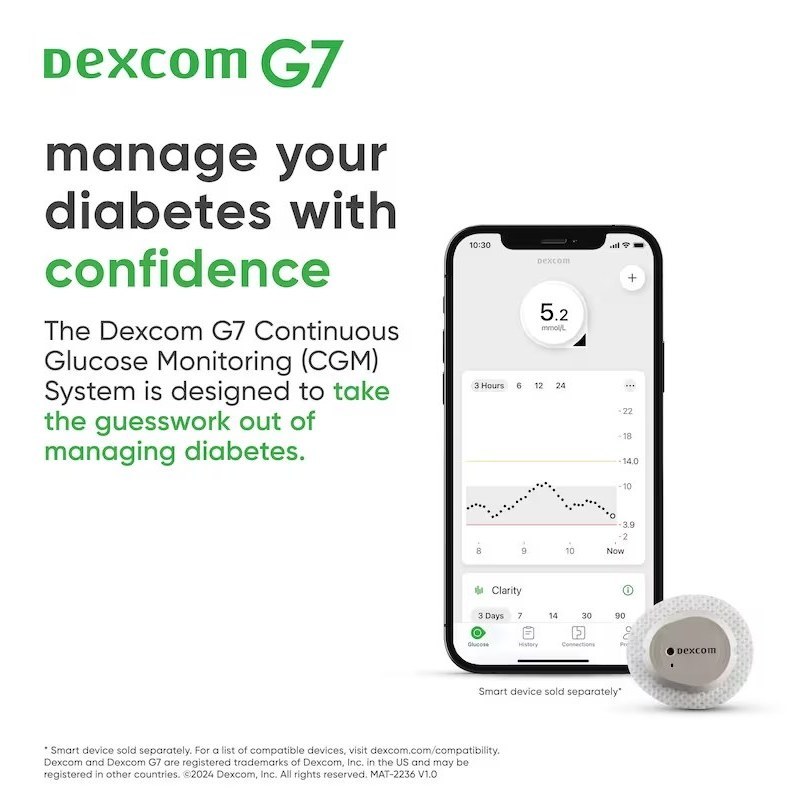 Dexcom G7
manage your
diabetes with
confidence
The Dexcom G7 Continuous
Glucose Monitoring (CGM)
System is designed to take
the guesswork out of
managing diabetes.
10:30
Dexcom
+
5.2
mmol/L
3 Hours 6 12 24 ...
22
18
14.0
10
3.9
2
8 9 10 Now
Clarity
3 Days 7 14 30 90
Glucose History Connections
Dexcom
Smart device sold separately*
* Smart device sold separately. For a list of compatible devices, visit dexcom.com/compatibility.
Dexcom and Dexcom G7 are registered trademarks of Dexcom, Inc. in the US and may be
registered in other countries. ©2024 Dexcom, Inc. All rights reserved. MAT-2236 V1.0